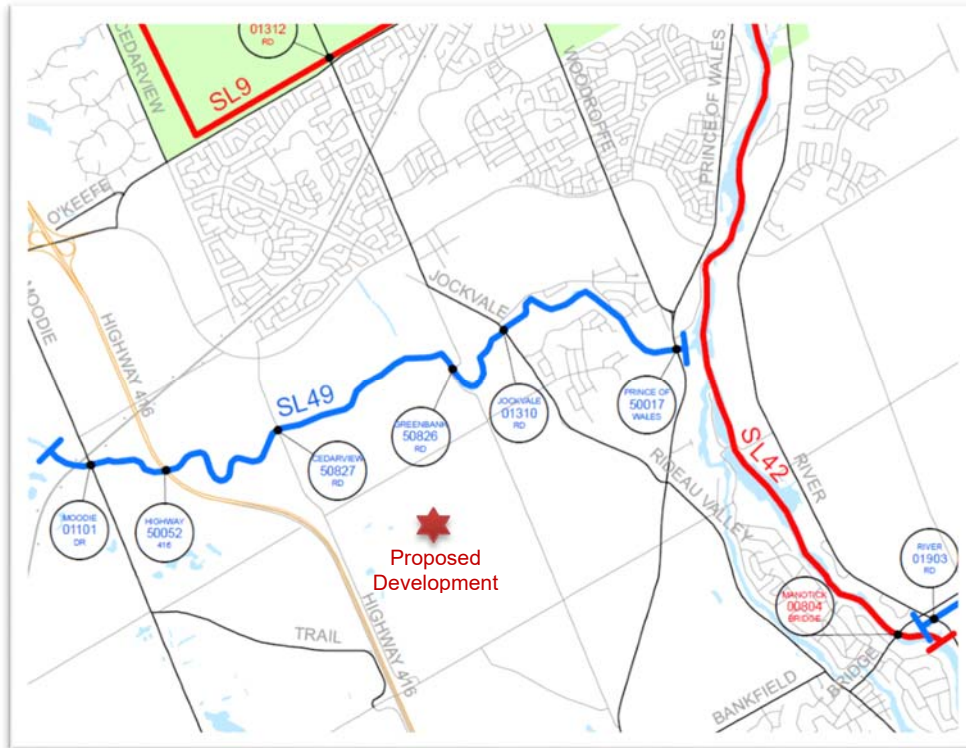 01312
RD
CEDARVIEW
SL9
WOODROFFE
PRINCE OF WALES
O'KEEFE
MOODIE
HIGHWAY 416
JOCKVALE
SL49
GREENBANK
50826
RD
JOCKVALE
01310
RD
PRINCE OF
50017
WALES
CEDARVIEW
50827
RD
SL42
RIVER
RIDEAU VALLEY
MOODIE
01101
DR
HIGHWAY
50052
416
Proposed
Development
RIVER
01903
RD
MANOTICK
00804
BRIDGE
TRAIL
HIGHWAY 416
BRIDGE
BANKFIELD